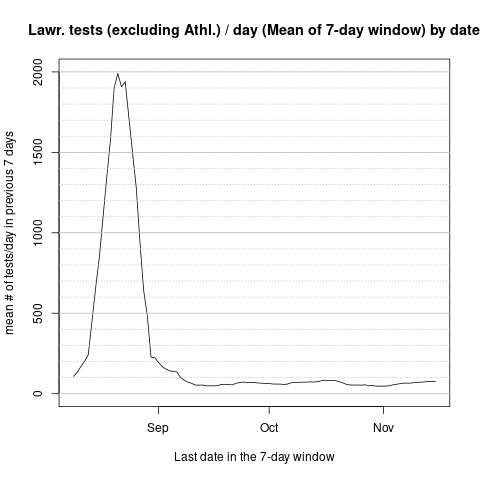 Lawr. tests (excluding Athl.) / day (Mean of 7-day window) by date
mean # of tests/day in previous 7 days
2000
1500
1000
500
0
Sep Oct Nov
Last date in the 7-day window